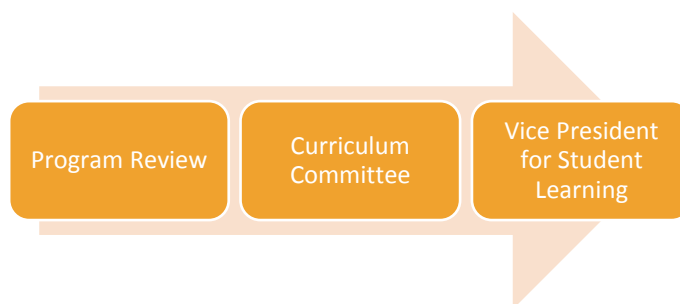 Program Review
Curriculum
Committee
Vice President
for Student
Learning